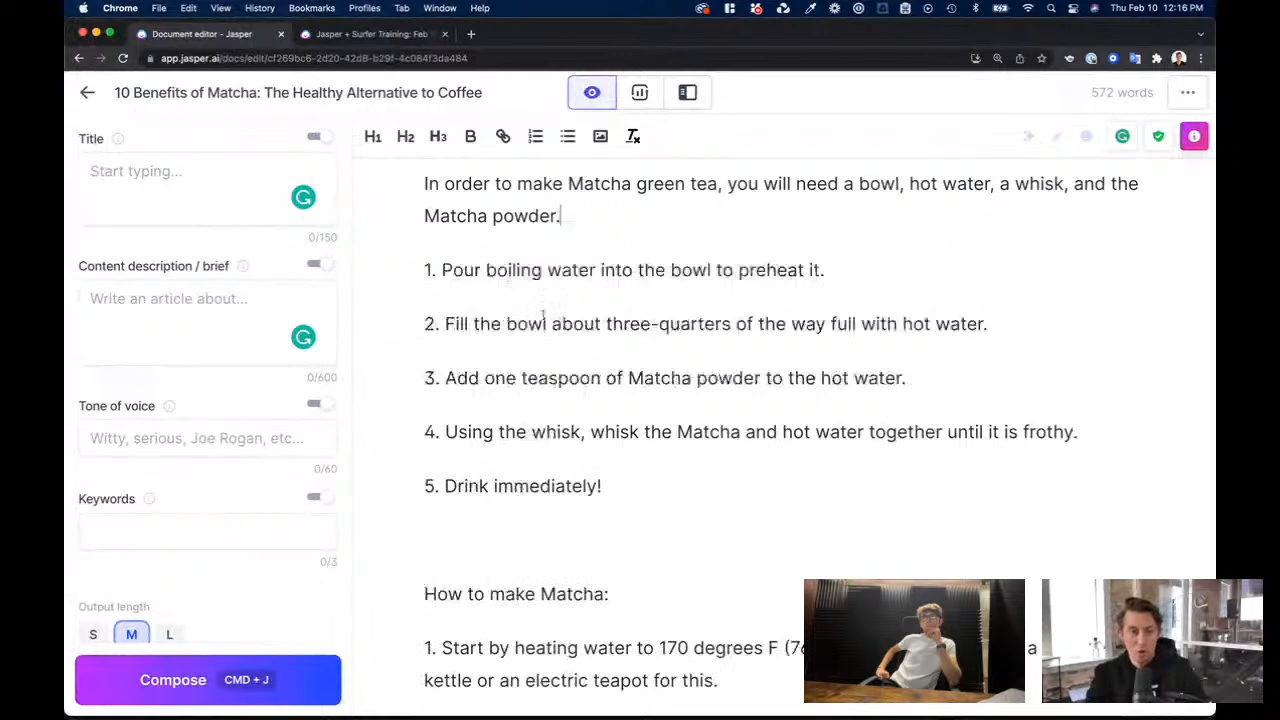 Chrome File Edit View History Bookmarks Profiles Tab Window Help
Thu Feb 10 12:16 PM
Document editor - Jasper
Jasper + Surfer Training: Feb
app.jasper.ai/docs/edit/cf269bc6-2d20-42d8-b29f-4c084f3da484
10 Benefits of Matcha: The Healthy Alternative to Coffee
572 words
Title
H1 H2 H3 B
Start typing...
0/150
Content description / brief
Write an article about...
0/600
Tone of voice
Witty, serious, Joe Rogan, etc...
0/60
Keywords
0/3
Output length
S M L
Compose CMD + J
In order to make Matcha green tea, you will need a bowl, hot water, a whisk, and the
Matcha powder.
1. Pour boiling water into the bowl to preheat it.
2. Fill the bowl about three-quarters of the way full with hot water.
3. Add one teaspoon of Matcha powder to the hot water.
4. Using the whisk, whisk the Matcha and hot water together until it is frothy.
5. Drink immediately!
How to make Matcha:
1. Start by heating water to 170 degrees F a
kettle or an electric teapot for this.